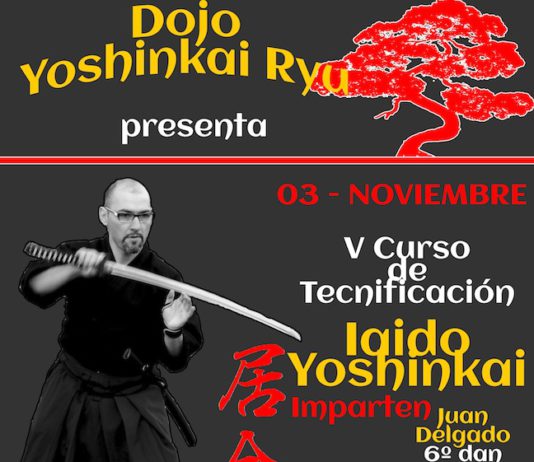 Dojo
Yoshinkai Ryu
presenta
03 - NOVIEMBRE
V Curso
de
Tecnificación
Iaido
Yoshinkai
居
Imparten
Juan
Delgado
6º dan